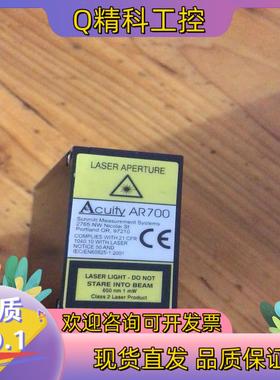 Q精科工控
LASER APERTURE
Acuity AR700
Schmitt Measurement Systems
2765 NW Nicolai St
Portland OR, 97210
COMPLIES WITH 21 CFR
1040.10 WITH LASER
NOTICE 50 AND
IEC/EN60825-1:2001
CE
LASER LIGHT - DO NOT
STARE INTO BEAM
650 nm 1 mW
Class 2 Laser Product
质
0.1
欢迎咨询可开发票
现货直发 品质保证